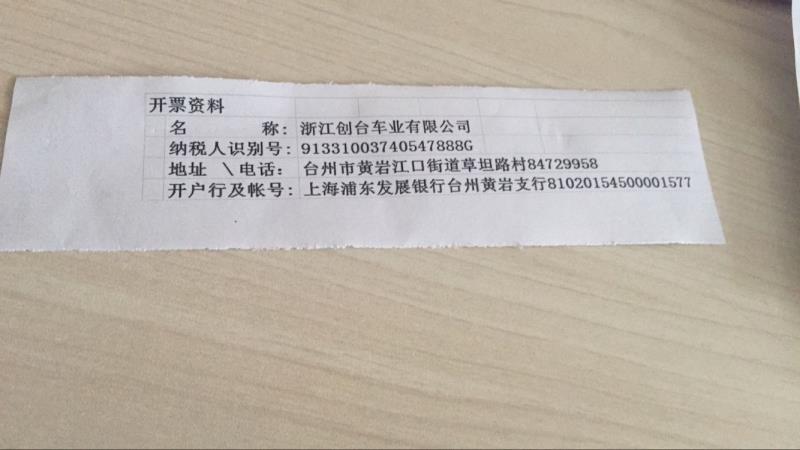 开票资料
名 称: 浙江创台车业有限公司
纳税人识别号: 91331003740547888G
地址 \电话: 台州市黄岩江口街道草坦路村84729958
开户行及帐号: 上海浦东发展银行台州黄岩支行81020154500001577